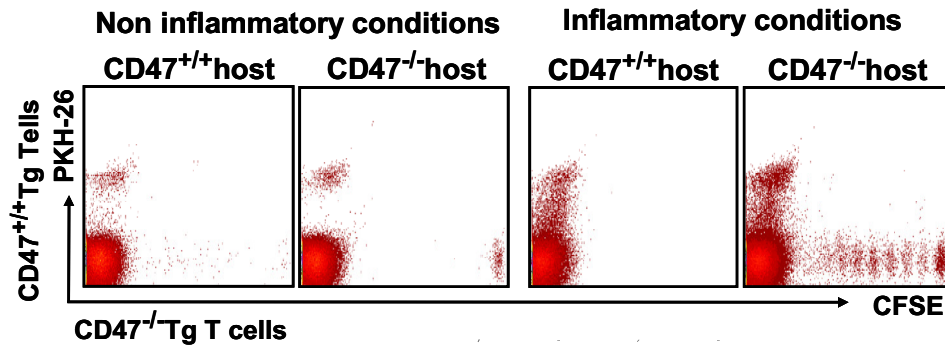 Non inflammatory conditions
Inflammatory conditions
CD47+/+host
CD47-/-host
CD47+/+host
CD47-/-host
CD47+/+Tg Tells
PKH-26
CFSE
CD47-/-Tg T cells